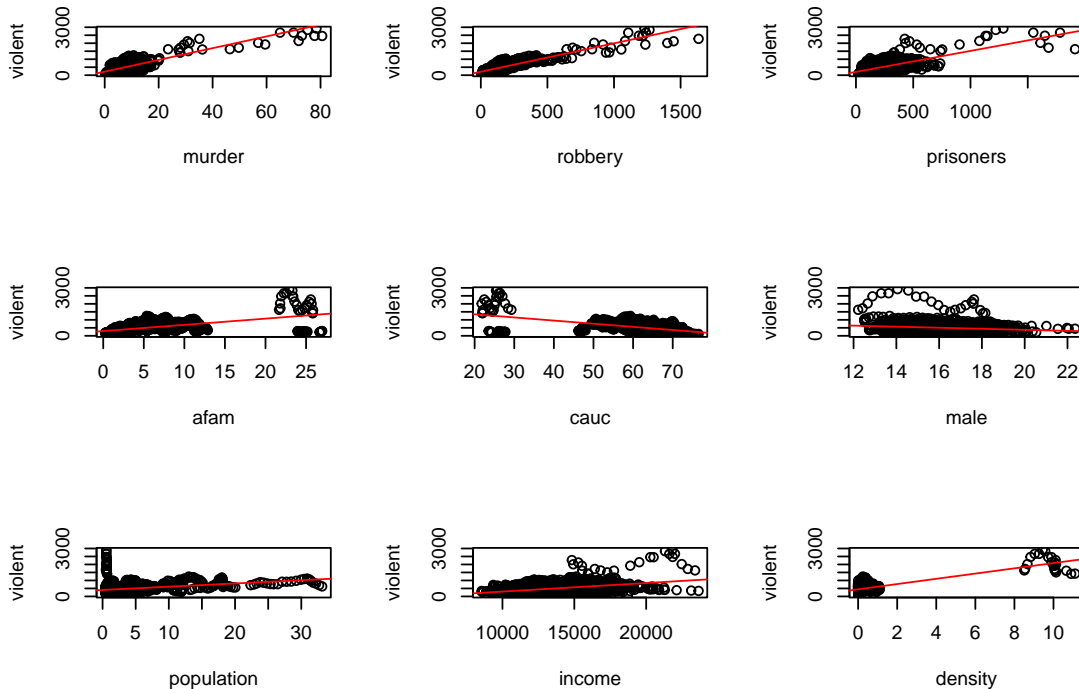 violent
0 3000
0 20 40 60 80
murder
violent
0 3000
0 500 1000 1500
robbery
violent
0 3000
0 500 1000
prisoners
violent
0 3000
0 5 10 15 20 25
afam
violent
0 3000
20 30 40 50 60 70
cauc
violent
0 3000
12 14 16 18 20 22
male
violent
0 3000
0 5 10 20 30
population
violent
0 3000
10000 15000 20000
income
violent
0 3000
0 2 4 6 8 10
density